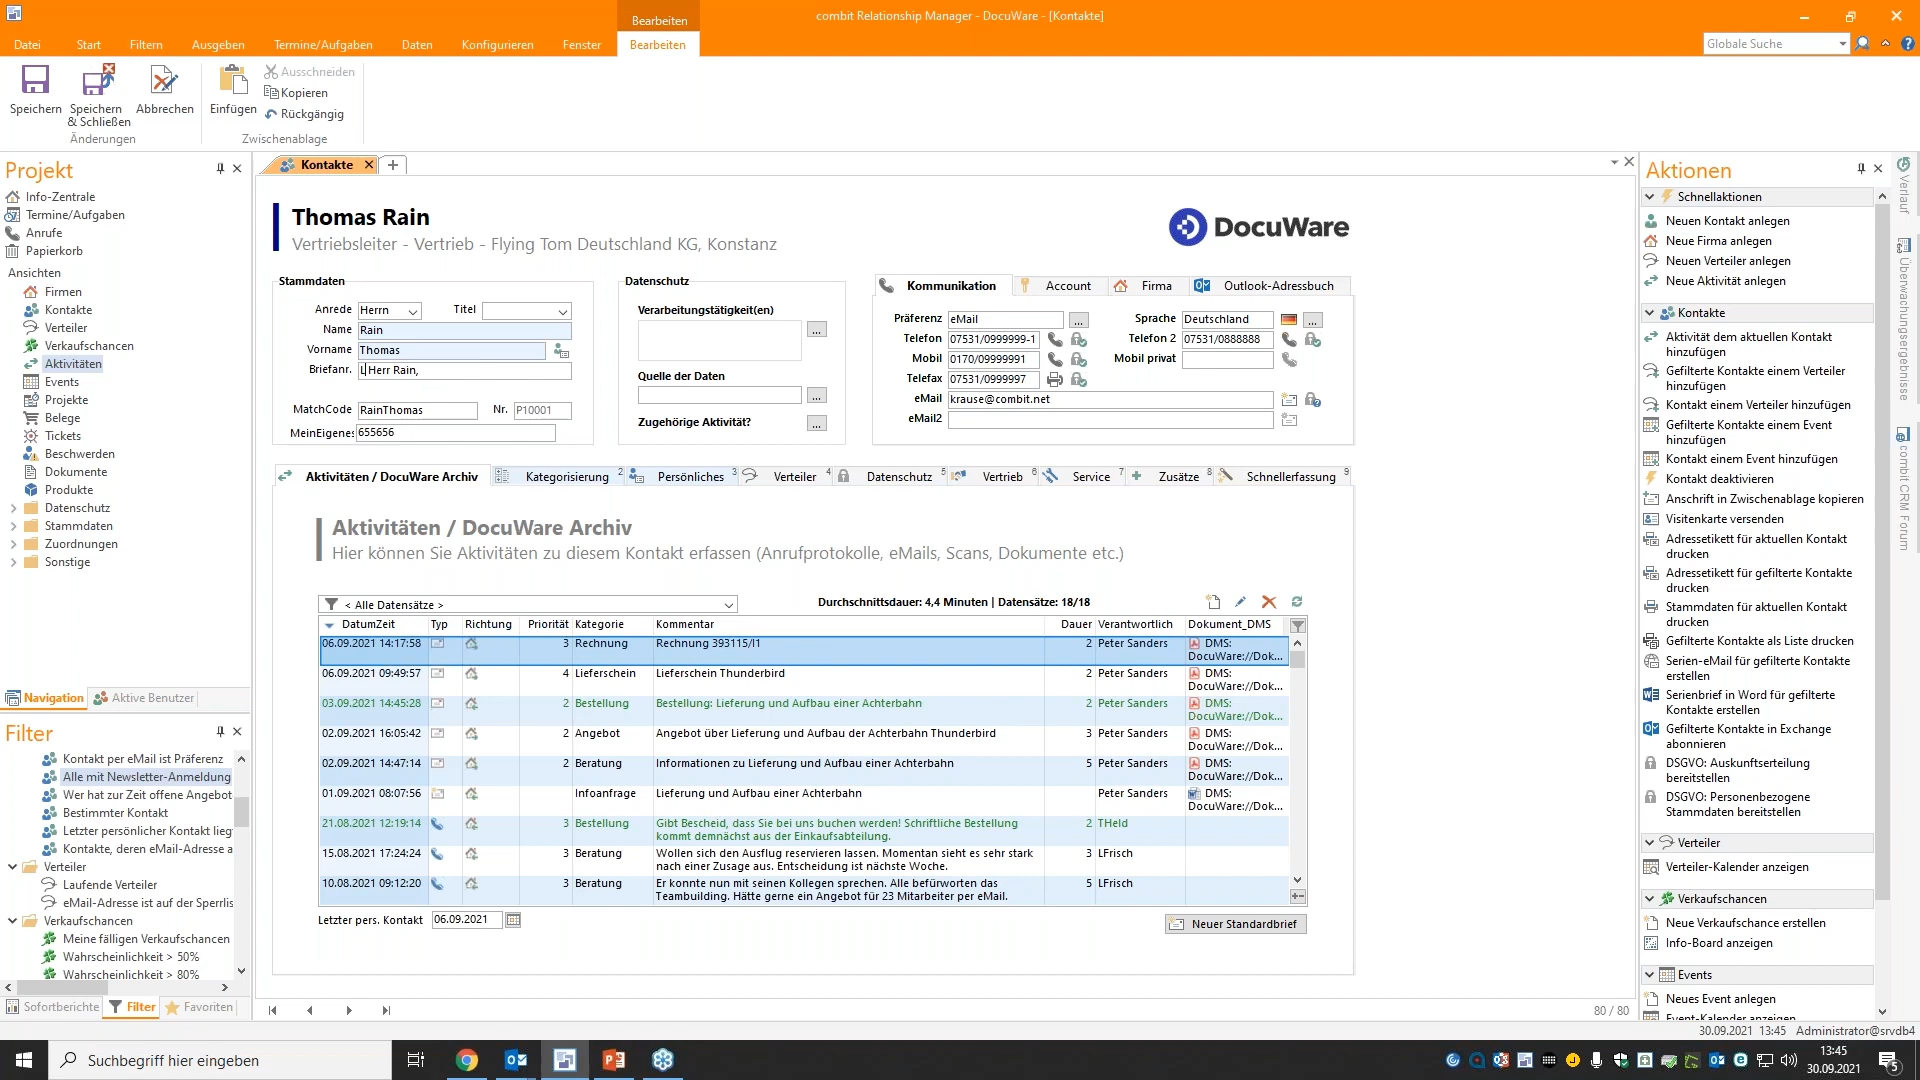 combit Relationship Manager - DocuWare - [Kontakte]
Bearbeiten
Datei Start Filtern Ausgeben Termine/Aufgaben Daten Konfigurieren Fenster Bearbeiten
Globale Suche
Speichern
Speichern & Schließen
Abbrechen
Änderungen
Einfügen
Ausschneiden
Kopieren
Rückgängig
Zwischenablage
Projekt
Info-Zentrale
Termine/Aufgaben
Anrufe
Papierkorb
Ansichten
Firmen
Kontakte
Verteiler
Verkaufschancen
Aktivitäten
Events
Projekte
Belege
Tickets
Beschwerden
Dokumente
Produkte
Datenschutz
Stammdaten
Zuordnungen
Sonstige
Navigation Aktive Benutzer
Filter
Kontakt per eMail ist Präferenz
Alle mit Newsletter-Anmeldung
Wer hat zur Zeit offene Angebot
Bestimmter Kontakt
Letzter persönlicher Kontakt lieg
Kontakte, deren eMail-Adresse a
Verteiler
Laufende Verteiler
eMail-Adresse ist auf der Sperrlis
Verkaufschancen
Meine fälligen Verkaufschancen
Wahrscheinlichkeit > 50%
Wahrscheinlichkeit > 80%
Sofortberichte Filter Favoriten
Kontakte
Thomas Rain
Vertriebsleiter - Vertrieb - Flying Tom Deutschland KG, Konstanz
DocuWare
Stammdaten
Anrede Herrn Titel
Name Rain
Vorname Thomas
Briefanr. L Herr Rain,
MatchCode RainThomas Nr. P10001
MeinEigenes 655656
Datenschutz
Verarbeitungstätigkeit(en)
...
Quelle der Daten
...
Zugehörige Aktivität? ...
Kommunikation Account Firma Outlook-Adressbuch
Präferenz eMail ... Sprache Deutschland ...
Telefon 07531/0999999-1 Telefon 2 07531/0888888
Mobil 0170/09999991 Mobil privat
Telefax 07531/0999997
eMail krause@combit.net
eMail2
Aktivitäten / DocuWare Archiv Kategorisierung 2 Persönliches 3 Verteiler 4 Datenschutz 5 Vertrieb 6 Service 7 Zusätze 8 Schnellerfassung 9
Aktivitäten / DocuWare Archiv
Hier können Sie Aktivitäten zu diesem Kontakt erfassen (Anrufprotokolle, eMails, Scans, Dokumente etc.)
< Alle Datensätze > Durchschnittsdauer: 4,4 Minuten | Datensätze: 18/18
DatumZeit Typ Richtung Priorität Kategorie Kommentar Dauer Verantwortlich Dokument_DMS
06.09.2021 14:17:58 3 Rechnung Rechnung 393115/I1 2 Peter Sanders DMS:
DocuWare://Dok...
06.09.2021 09:49:57 4 Lieferschein Lieferschein Thunderbird 2 Peter Sanders DMS:
DocuWare://Dok...
03.09.2021 14:45:28 2 Bestellung Bestellung: Lieferung und Aufbau einer Achterbahn 2 Peter Sanders DMS:
DocuWare://Dok...
02.09.2021 16:05:42 2 Angebot Angebot über Lieferung und Aufbau der Achterbahn Thunderbird 3 Peter Sanders DMS:
DocuWare://Dok...
02.09.2021 14:47:14 2 Beratung Informationen zu Lieferung und Aufbau einer Achterbahn 5 Peter Sanders DMS:
DocuWare://Dok...
01.09.2021 08:07:56 Infoanfrage Lieferung und Aufbau einer Achterbahn Peter Sanders DMS:
DocuWare://Dok...
21.08.2021 12:19:14 3 Bestellung Gibt Bescheid, dass Sie bei uns buchen werden! Schriftliche Bestellung 2 THeld
kommt demnächst aus der Einkaufsabteilung.
15.08.2021 17:24:24 3 Beratung Wollen sich den Ausflug reservieren lassen. Momentan sieht es sehr stark 3 LFrisch
nach einer Zusage aus. Entscheidung ist nächste Woche.
10.08.2021 09:12:20 3 Beratung Er konnte nun mit seinen Kollegen sprechen. Alle befürworten das 5 LFrisch
Teambuilding. Hätte gerne ein Angebot für 23 Mitarbeiter per eMail.
Letzter pers. Kontakt 06.09.2021 Neuer Standardbrief
80 / 80
Aktionen
Schnellaktionen
Neuen Kontakt anlegen
Neue Firma anlegen
Neuen Verteiler anlegen
Neue Aktivität anlegen
Kontakte
Aktivität dem aktuellen Kontakt
hinzufügen
Gefilterte Kontakte einem Verteiler
hinzufügen
Kontakt einem Verteiler hinzufügen
Gefilterte Kontakte einem Event
hinzufügen
Kontakt einem Event hinzufügen
Kontakt deaktivieren
Anschrift in Zwischenablage kopieren
Visitenkarte versenden
Adressetikett für aktuellen Kontakt
drucken
Adressetikett für gefilterte Kontakte
drucken
Stammdaten für aktuellen Kontakt
drucken
Gefilterte Kontakte als Liste drucken
Serien-eMail für gefilterte Kontakte
erstellen
Serienbrief in Word für gefilterte
Kontakte erstellen
Gefilterte Kontakte in Exchange
abonnieren
DSGVO: Auskunftserteilung
bereitstellen
DSGVO: Personenbezogene
Stammdaten bereitstellen
Verteiler
Verteiler-Kalender anzeigen
Verkaufschancen
Neue Verkaufschance erstellen
Info-Board anzeigen
Events
Neues Event anlegen
Event-Kalender anzeigen
Verlauf
Überwachungsergebnisse
combit CRM Forum
30.09.2021 13:45 Administrator@srvdb4
Suchbegriff hier eingeben
13:45
30.09.2021
5